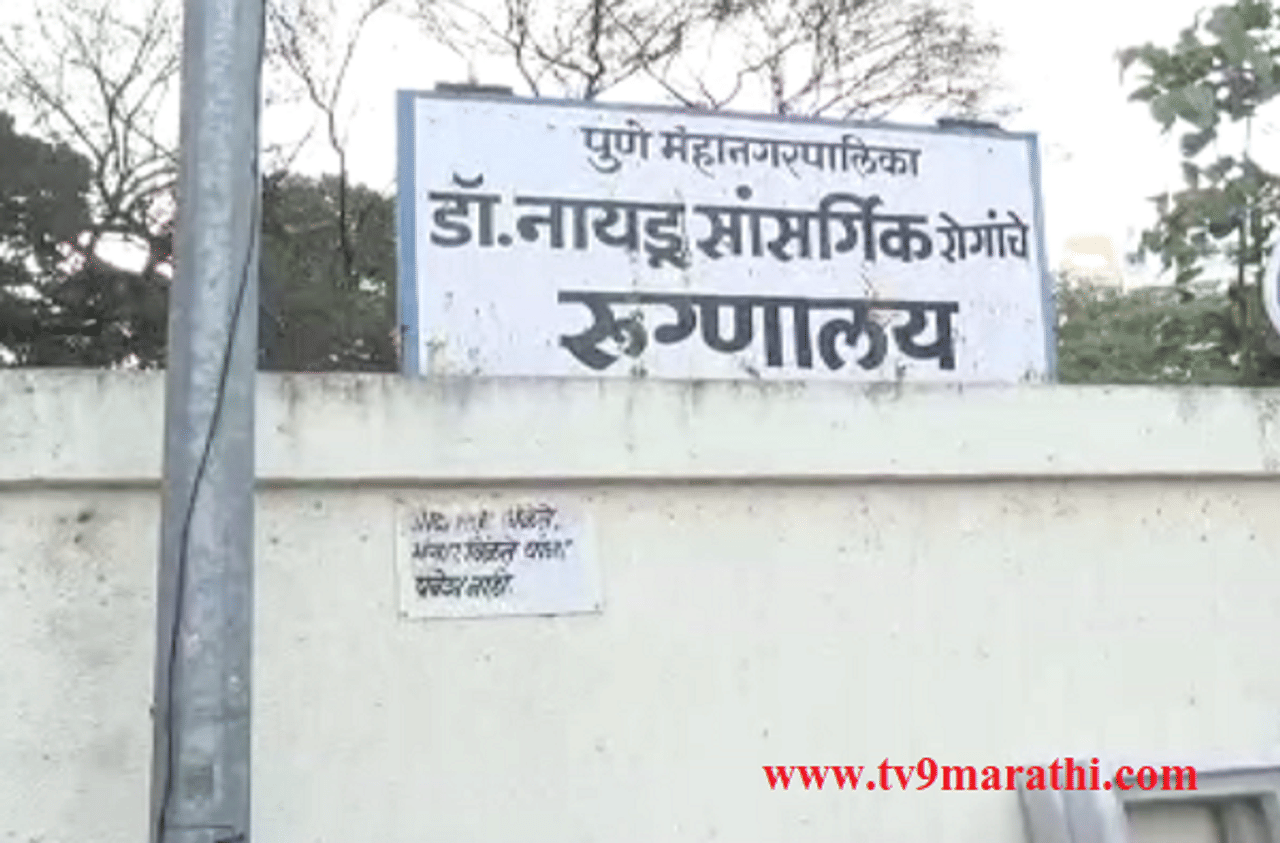 पुणे महानगरपालिका
डॉ.नायडू सांसर्गिक रोगांचे
रूग्णालय
www.tv9marathi.com